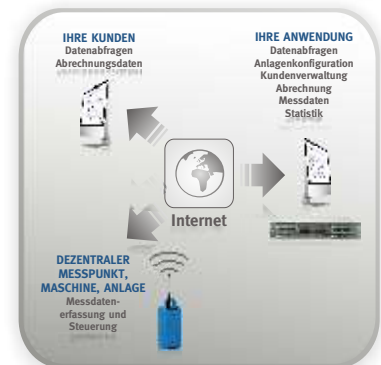 IHRE KUNDEN
Datenabfragen
Abrechnungsdaten
IHRE ANWENDUNG
Datenabfragen
Anlagenkonfiguration
Kundenverwaltung
Abrechnung
Messdaten
Statistik
Internet
DEZENTRALER
MESSPUNKT,
MASCHINE, ANLAGE
Messdaten-
erfassung und
Steuerung